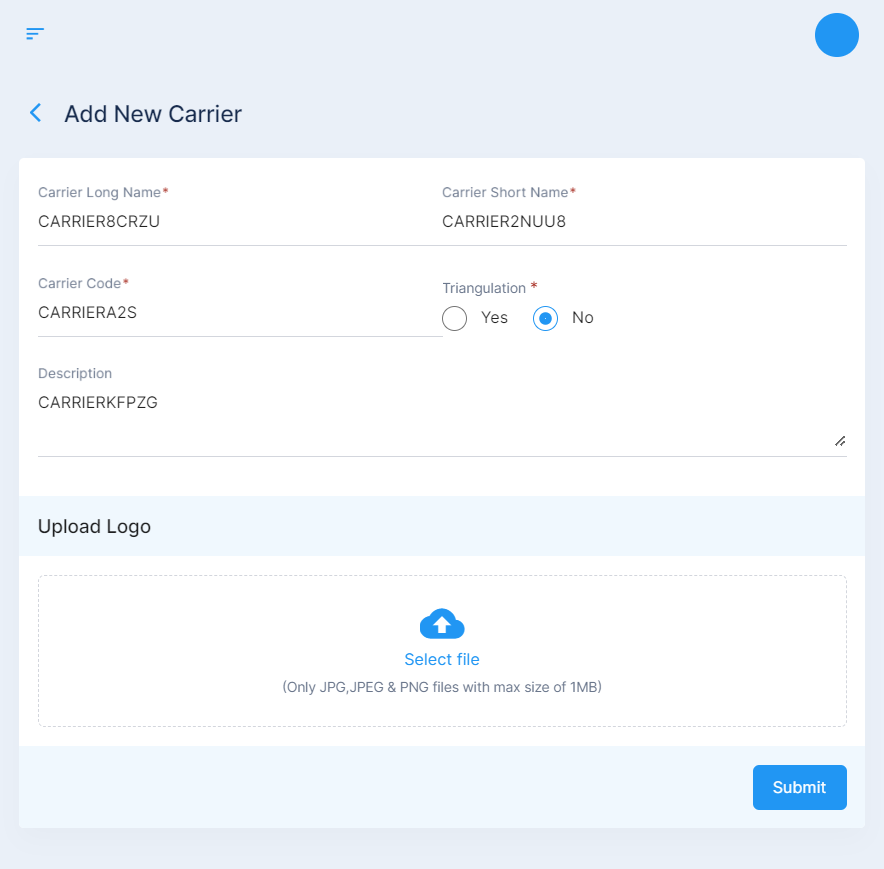 Add New Carrier
Carrier Long Name* Carrier Short Name*
CARRIER8CRZU CARRIER2NUU8
Carrier Code* Triangulation *
CARRIERA2S Yes No
Description
CARRIERKFPZG
Upload Logo
Select file
(Only JPG,JPEG & PNG files with max size of 1MB)
Submit